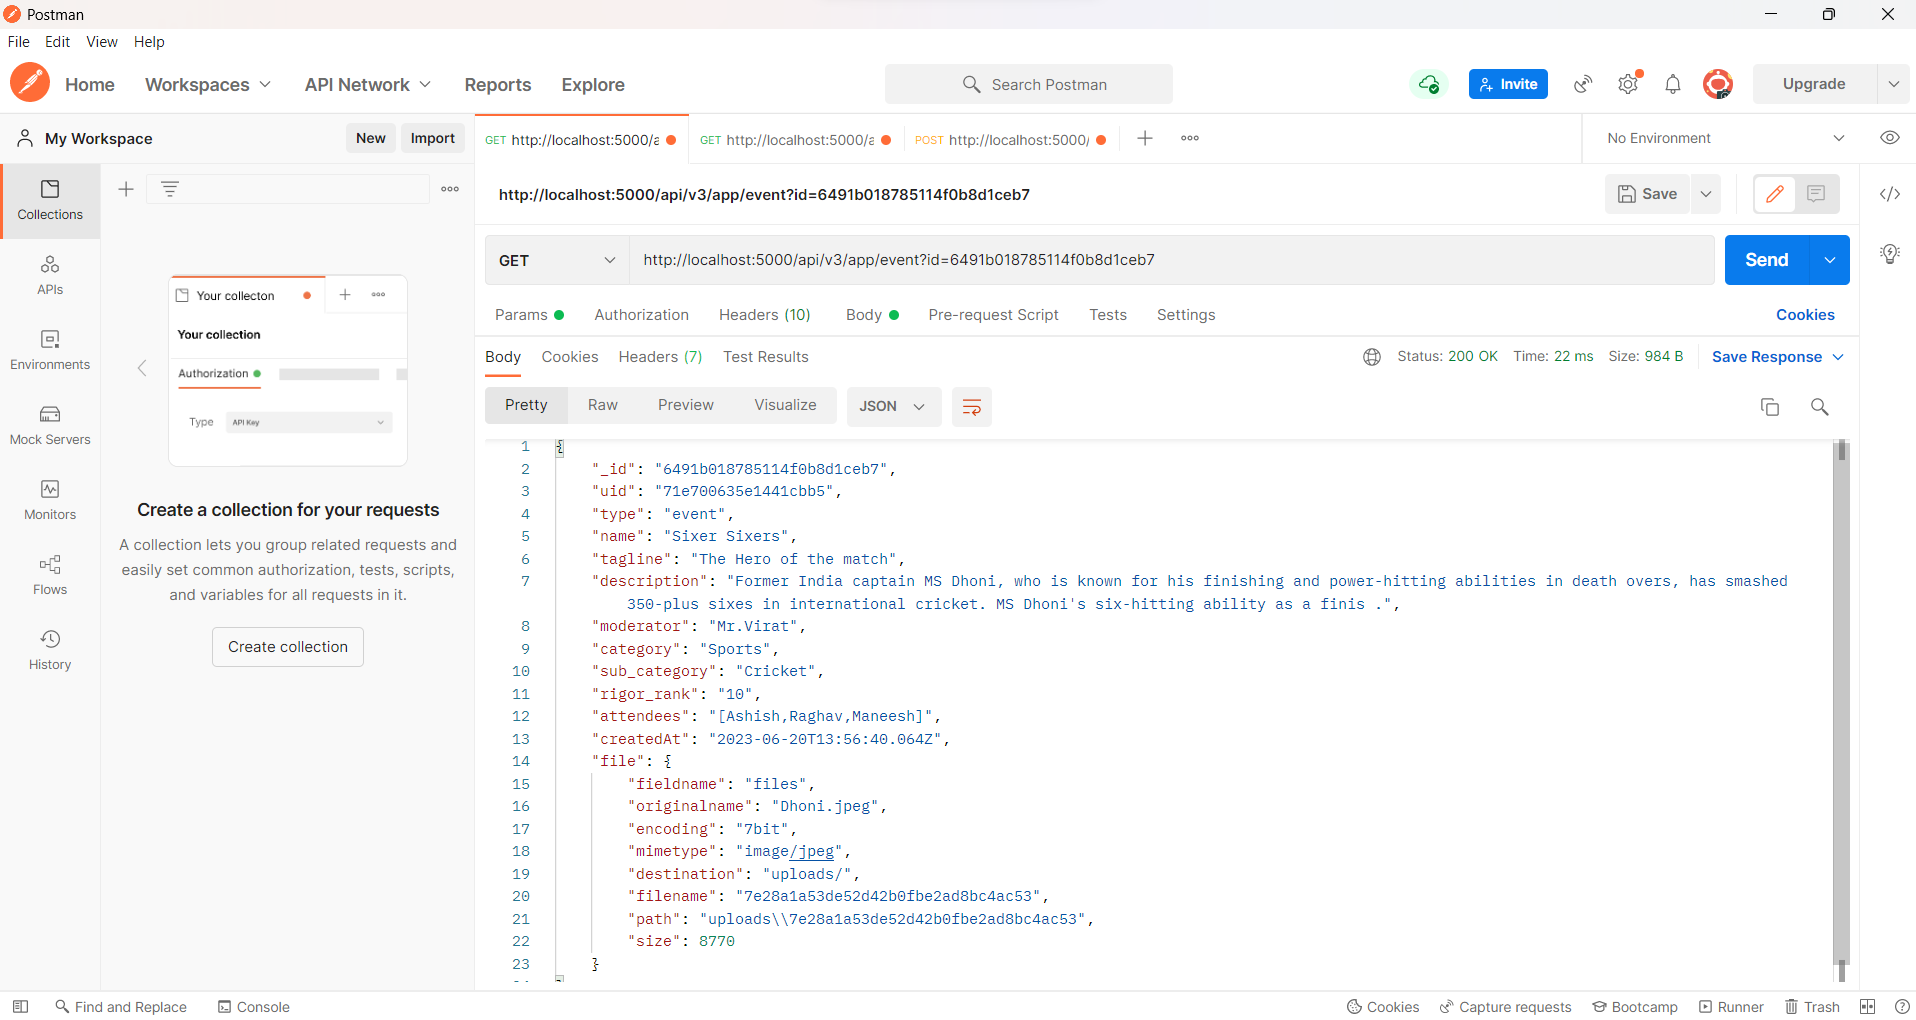 Postman
File Edit View Help
Home Workspaces API Network Reports Explore
Search Postman
Invite
Upgrade
My Workspace
New Import
GET http://localhost:5000/a
GET http://localhost:5000/a
POST http://localhost:5000/
No Environment
http://localhost:5000/api/v3/app/event?id=6491b018785114f0b8d1ceb7
Save
GET
http://localhost:5000/api/v3/app/event?id=6491b018785114f0b8d1ceb7
Send
Params Authorization Headers (10) Body Pre-request Script Tests Settings
Cookies
Collections
APIs
Environments
Mock Servers
Monitors
Flows
History
Your collecton
Your collection
Authorization
Type API Key
Create a collection for your requests
A collection lets you group related requests and
easily set common authorization, tests, scripts,
and variables for all requests in it.
Create collection
Body Cookies Headers (7) Test Results
Status: 200 OK Time: 22 ms Size: 984 B Save Response
Pretty Raw Preview Visualize JSON
1 {
2 "_id": "6491b018785114f0b8d1ceb7",
3 "uid": "71e700635e1441cbb5",
4 "type": "event",
5 "name": "Sixer Sixers",
6 "tagline": "The Hero of the match",
7 "description": "Former India captain MS Dhoni, who is known for his finishing and power-hitting abilities in death overs, has smashed
350-plus sixes in international cricket. MS Dhoni's six-hitting ability as a finis .",
8 "moderator": "Mr.Virat",
9 "category": "Sports",
10 "sub_category": "Cricket",
11 "rigor_rank": "10",
12 "attendees": "[Ashish,Raghav,Maneesh]",
13 "createdAt": "2023-06-20T13:56:40.064Z",
14 "file": {
15 "fieldname": "files",
16 "originalname": "Dhoni.jpeg",
17 "encoding": "7bit",
18 "mimetype": "image/jpeg",
19 "destination": "uploads/",
20 "filename": "7e28a1a53de52d42b0fbe2ad8bc4ac53",
21 "path": "uploads\\7e28a1a53de52d42b0fbe2ad8bc4ac53",
22 "size": 8770
23 }
Find and Replace Console
Cookies Capture requests Bootcamp Runner Trash